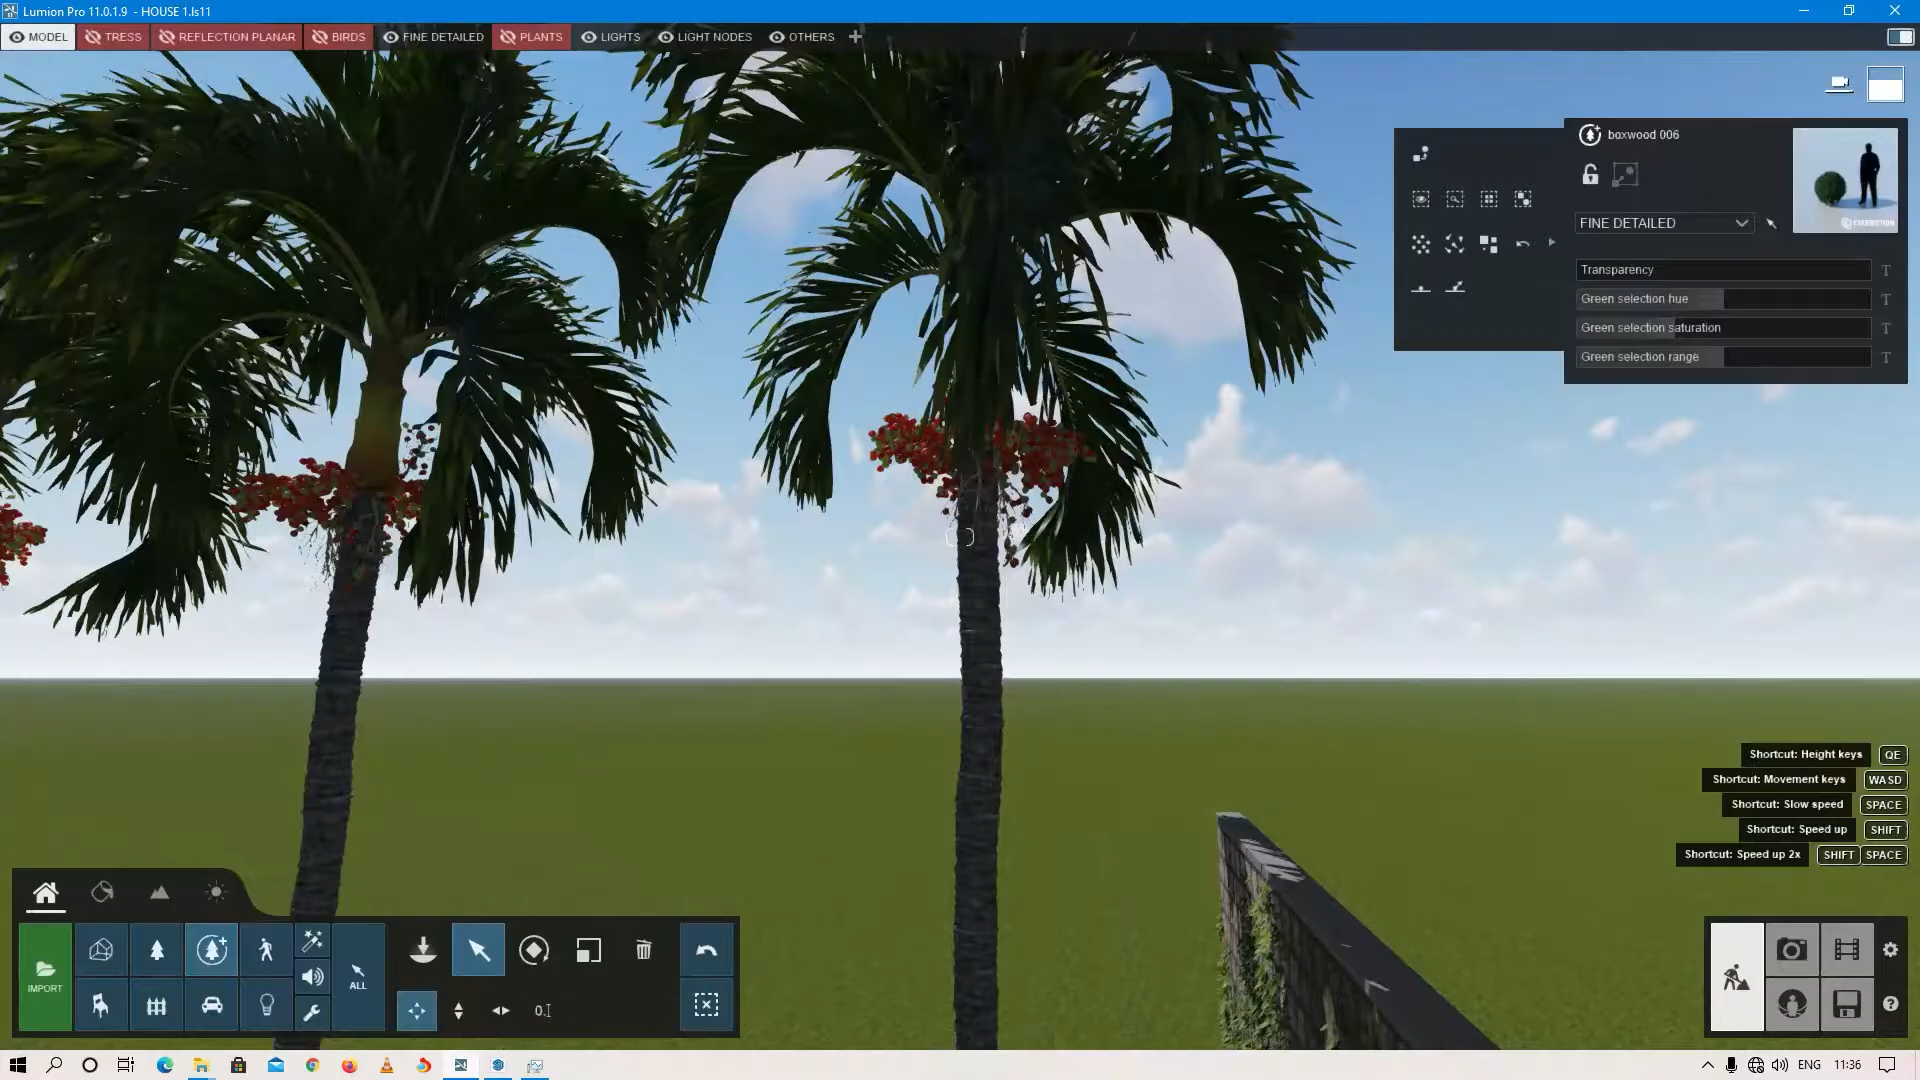 Lumion Pro 11.0.1.9 - HOUSE 1.ls11
MODEL TRESS REFLECTION PLANAR BIRDS FINE DETAILED PLANTS LIGHTS LIGHT NODES OTHERS
boxwood 006
FINE DETAILED
Transparency T
Green selection hue T
Green selection saturation T
Green selection range T
Shortcut: Height keys QE
Shortcut: Movement keys WASD
Shortcut: Slow speed SPACE
Shortcut: Speed up SHIFT
Shortcut: Speed up 2x SHIFT SPACE
IMPORT
ALL
ENG 11:36